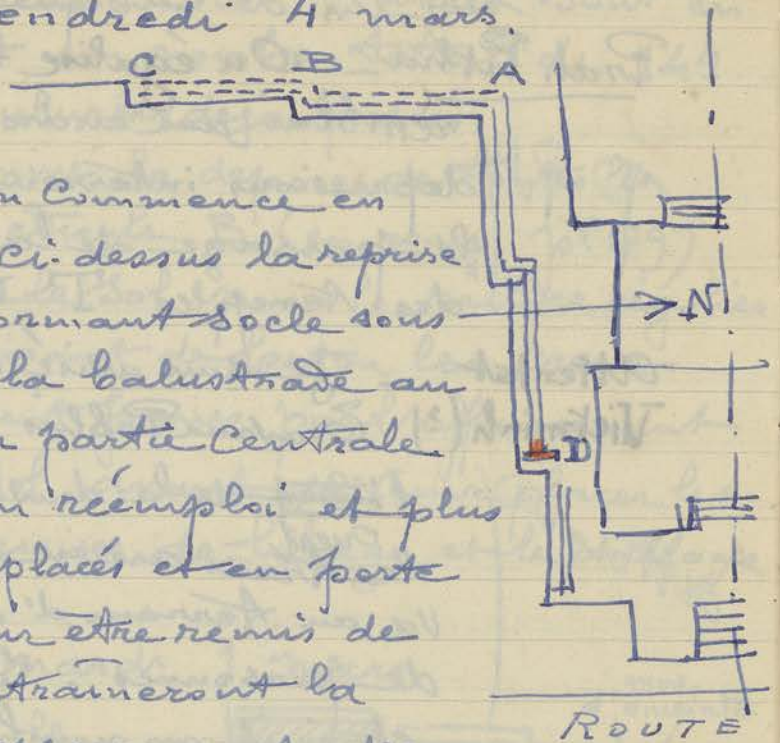 endredi 4 mars.
C B A
n commence en
ci-dessus la reprise
ormant socle sous
N
la balustrade au
partie centrale.
D
n réemploi et plus
placés et en porte
ur être remis de
traîneront la
ROUTE